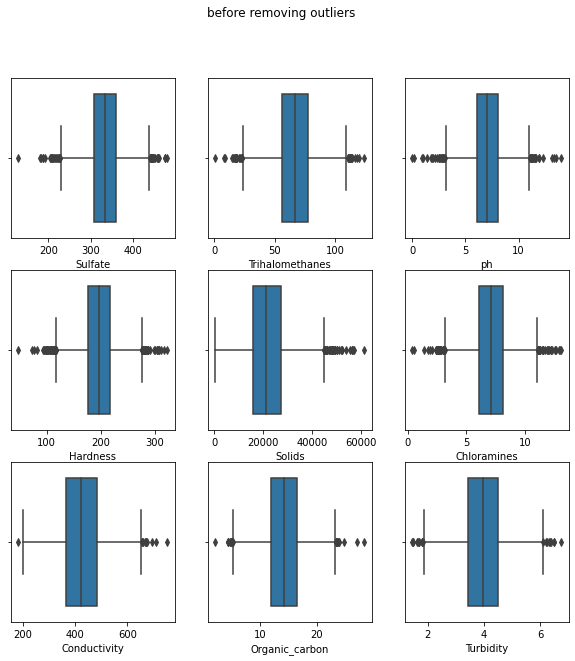 before removing outliers
200 300 400
Sulfate
0 50 100
Trihalomethanes
0 5 10
ph
100 200 300
Hardness
0 20000 40000 60000
Solids
0 5 10
Chloramines
200 400 600
Conductivity
10 20
Organic_carbon
2 4 6
Turbidity